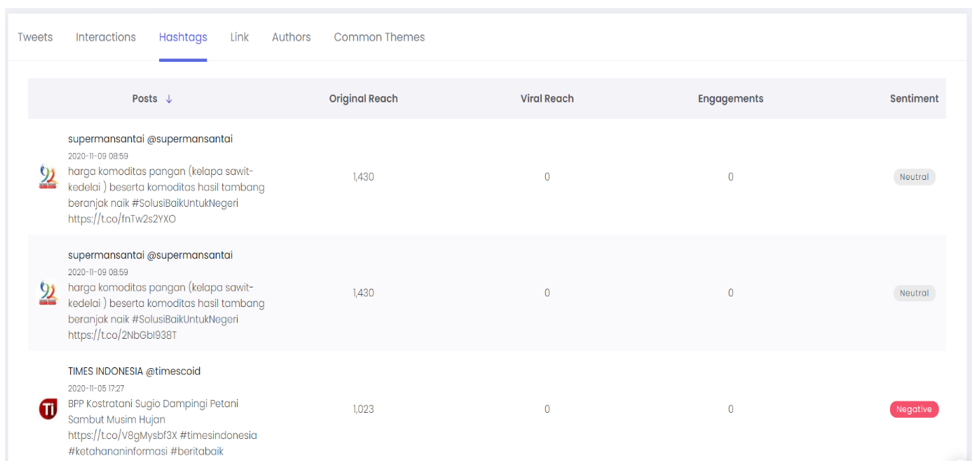 Tweets Interactions Hashtags Link Authors Common Themes
Posts ↓ Original Reach Viral Reach Engagements Sentiment
supermansantai @supermansantai
2020-11-09 08:59
harga komoditas pangan (kelapa sawit-
kedelai ) beserta komoditas hasil tambang
beranjak naik #SolusiBaikUntukNegeri
https://t.co/fnTw2s2YXO
1,430 0 0 Neutral
supermansantai @supermansantai
2020-11-09 08:59
harga komoditas pangan (kelapa sawit-
kedelai ) beserta komoditas hasil tambang
beranjak naik #SolusiBaikUntukNegeri
https://t.co/2NbGbI938T
1,430 0 0 Neutral
TIMES INDONESIA @timescoid
2020-11-05 17:27
BPP Kostratani Sugio Dampingi Petani
Sambut Musim Hujan
https://t.co/V8gMysbf3X #timesindonesia
#ketahananinformasi #beritabaik
1,023 0 0 Negative